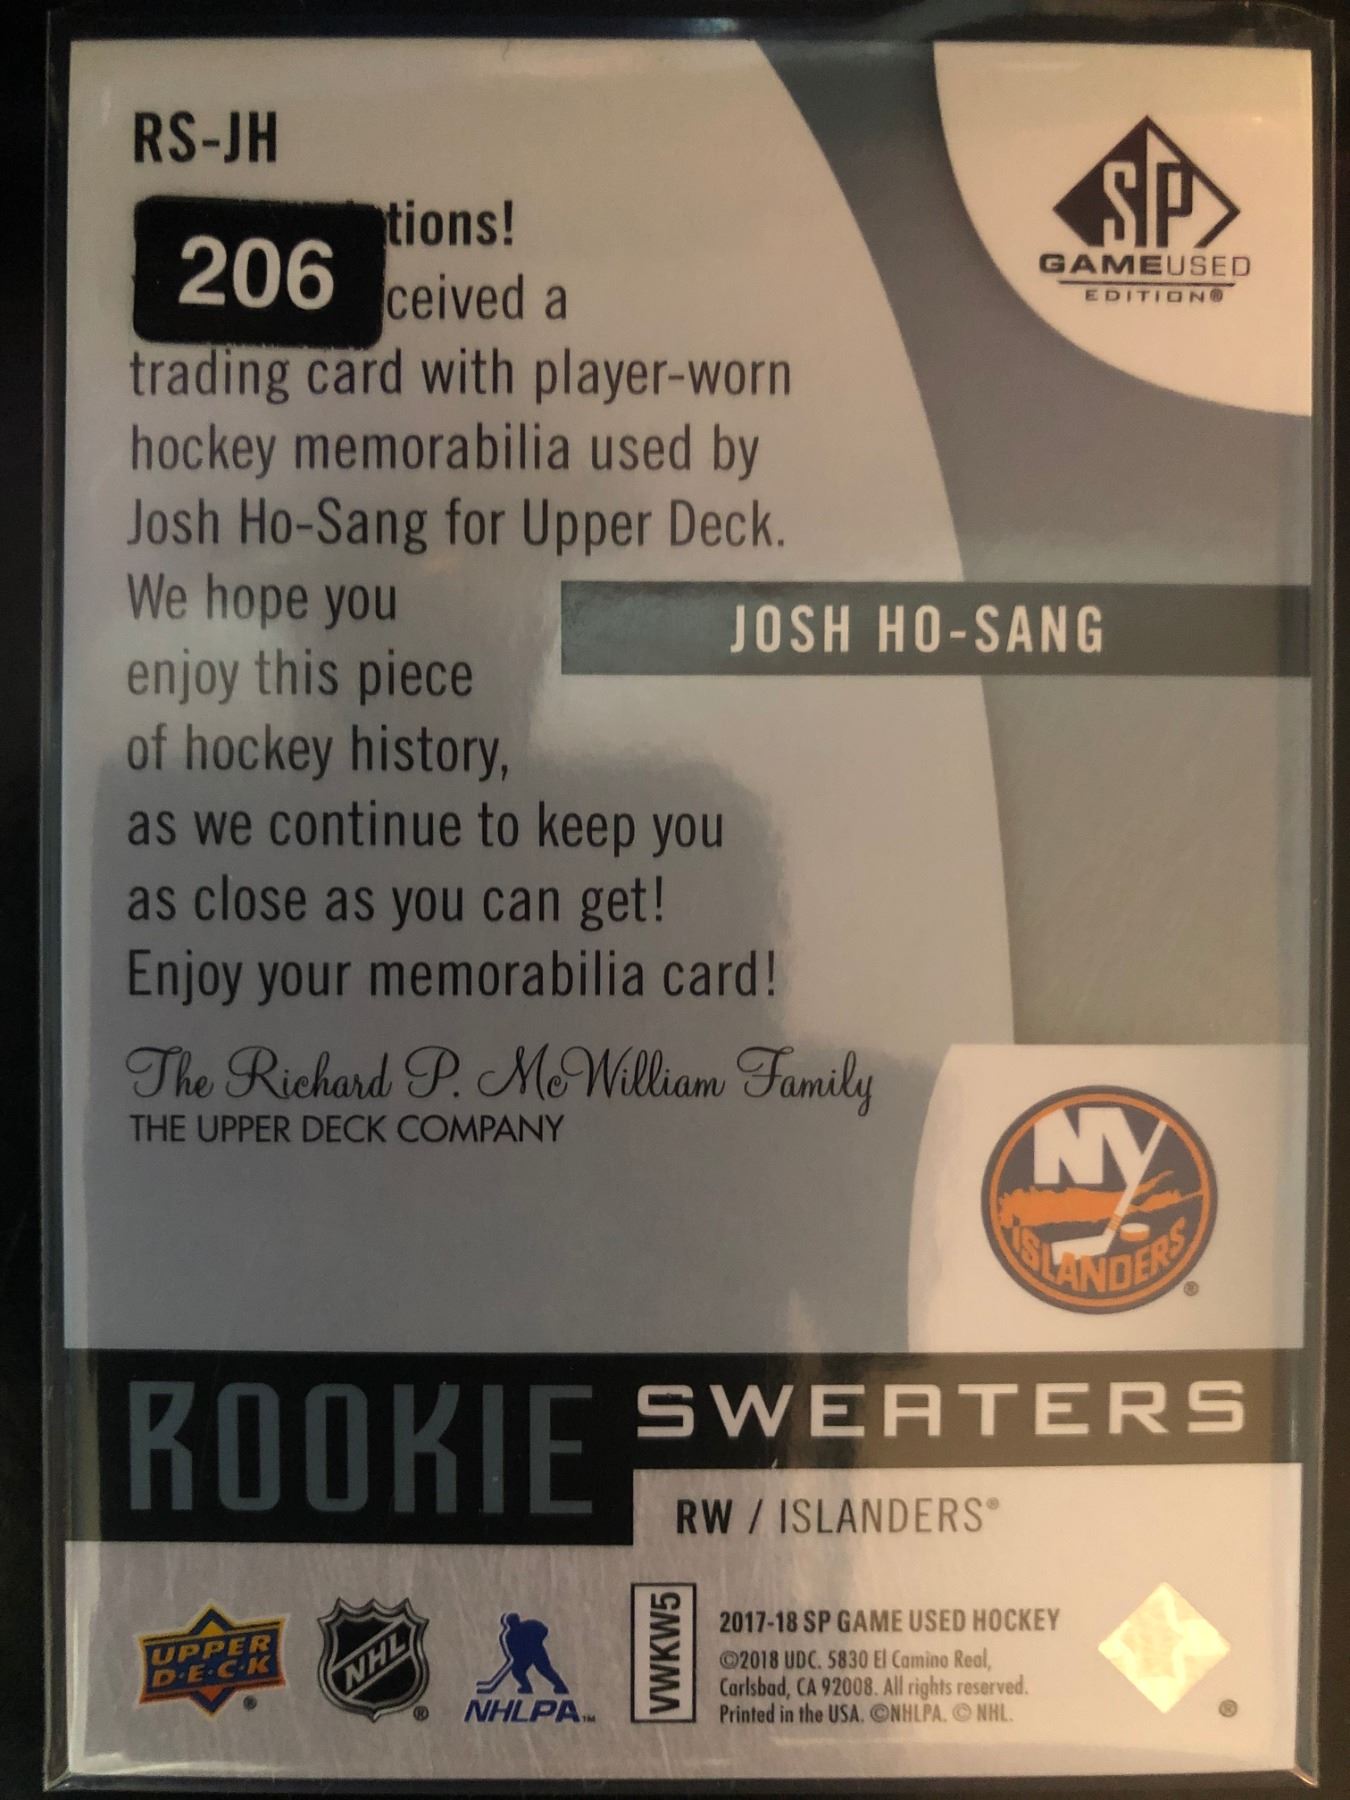 RS-JH
SP
GAMEUSED
EDITION®
tions!
206
ceived a
trading card with player-worn
hockey memorabilia used by
Josh Ho-Sang for Upper Deck.
We hope you
JOSH HO-SANG
enjoy this piece
of hockey history,
as we continue to keep you
as close as you can get!
Enjoy your memorabilia card!
The Richard P. McWilliam Family
THE UPPER DECK COMPANY
NY
ISLANDERS
®
ROOKIE SWEATERS
RW / ISLANDERS®
UPPER
D·E·C·K
®
NHL
®
NHLPA™
VWKW5
2017-18 SP GAME USED HOCKEY
©2018 UDC. 5830 El Camino Real,
Carlsbad, CA 92008. All rights reserved.
Printed in the USA. ©NHLPA. © NHL.
®